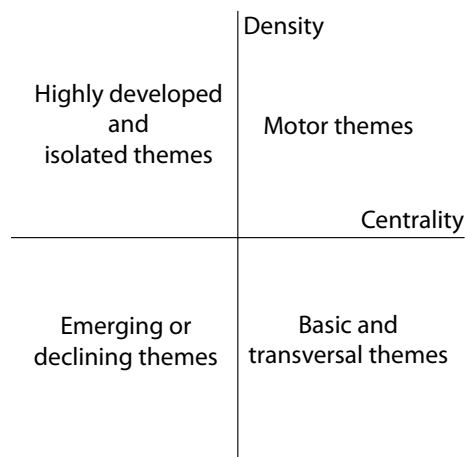 Density
Highly developed
and
isolated themes
Motor themes
Centrality
Emerging or
declining themes
Basic and
transversal themes